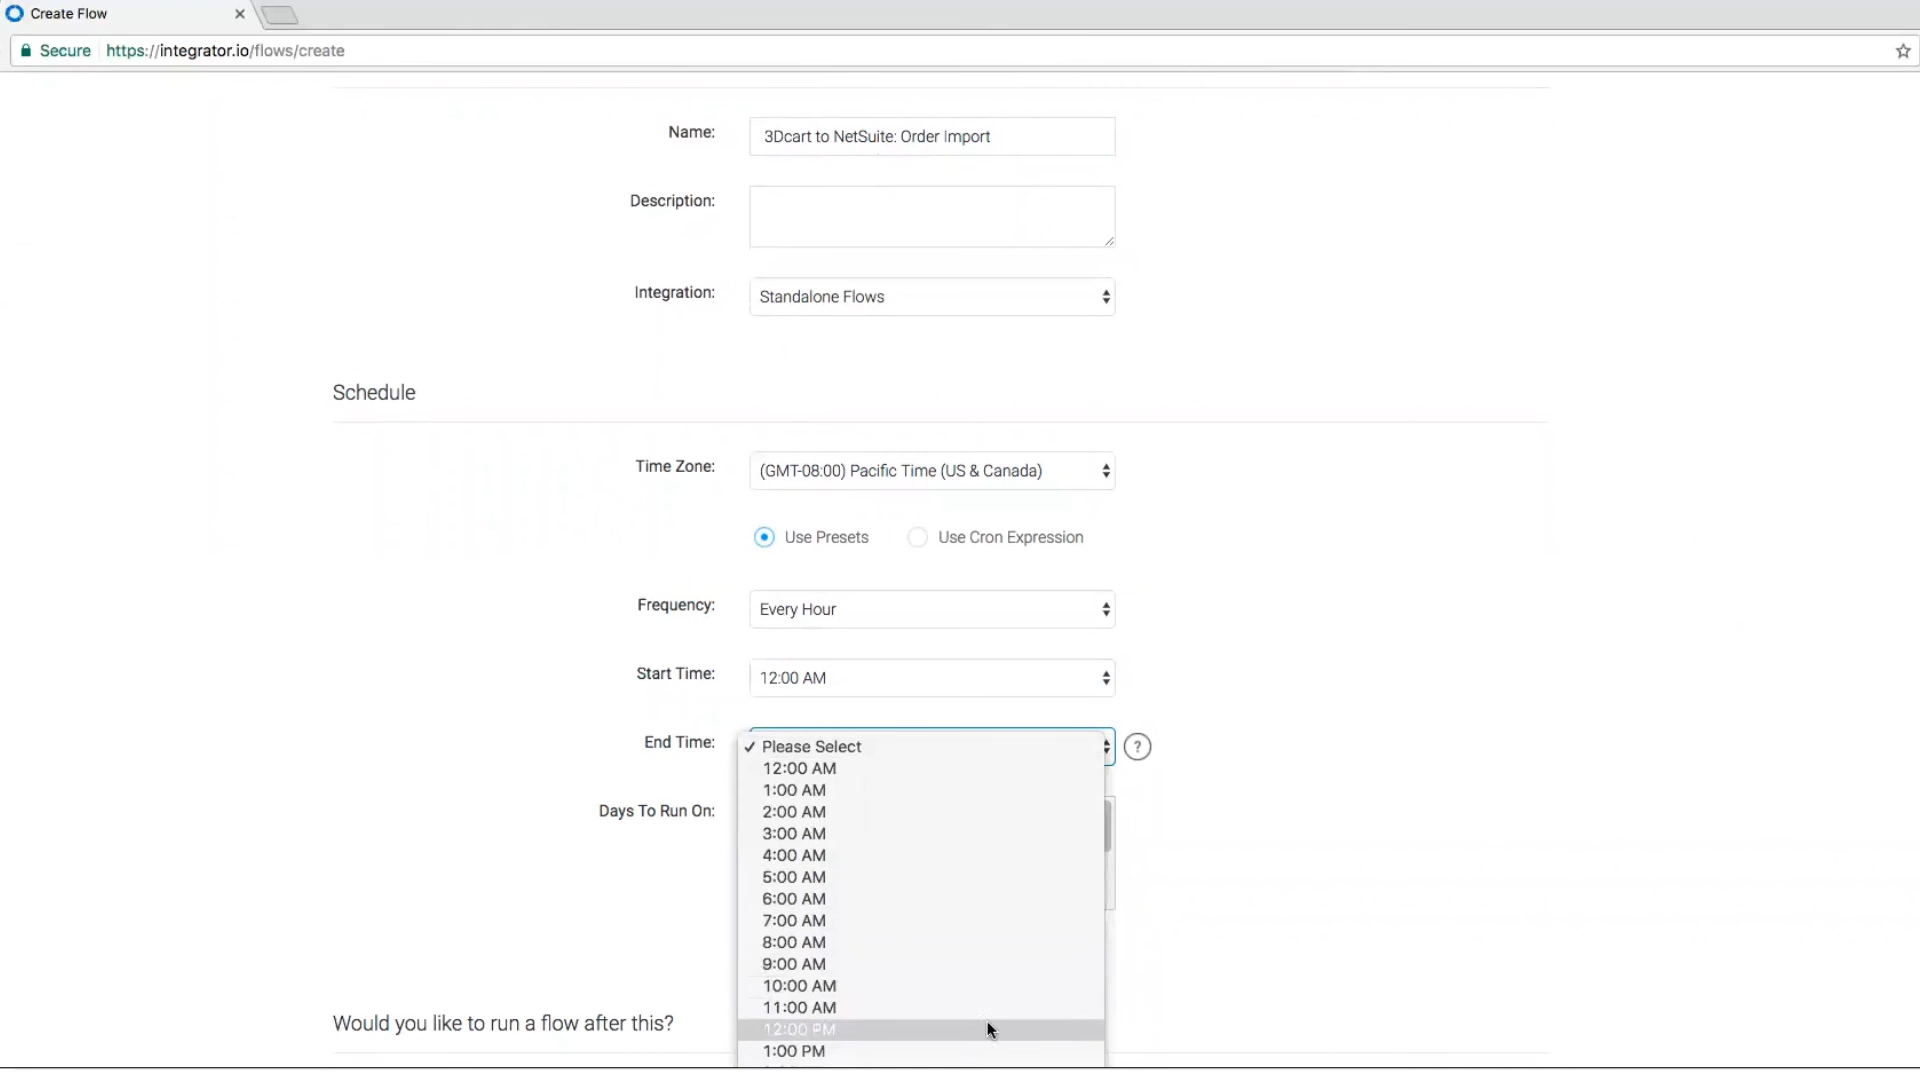 Create Flow
Secure https://integrator.io/flows/create
Name: 3Dcart to NetSuite: Order Import
Description:
Integration: Standalone Flows
Schedule
Time Zone: (GMT-08:00) Pacific Time (US & Canada)
Use Presets Use Cron Expression
Frequency: Every Hour
Start Time: 12:00 AM
End Time: ✓ Please Select ?
12:00 AM
1:00 AM
Days To Run On: 2:00 AM
3:00 AM
4:00 AM
5:00 AM
6:00 AM
7:00 AM
8:00 AM
9:00 AM
10:00 AM
11:00 AM
Would you like to run a flow after this? 12:00 PM
1:00 PM